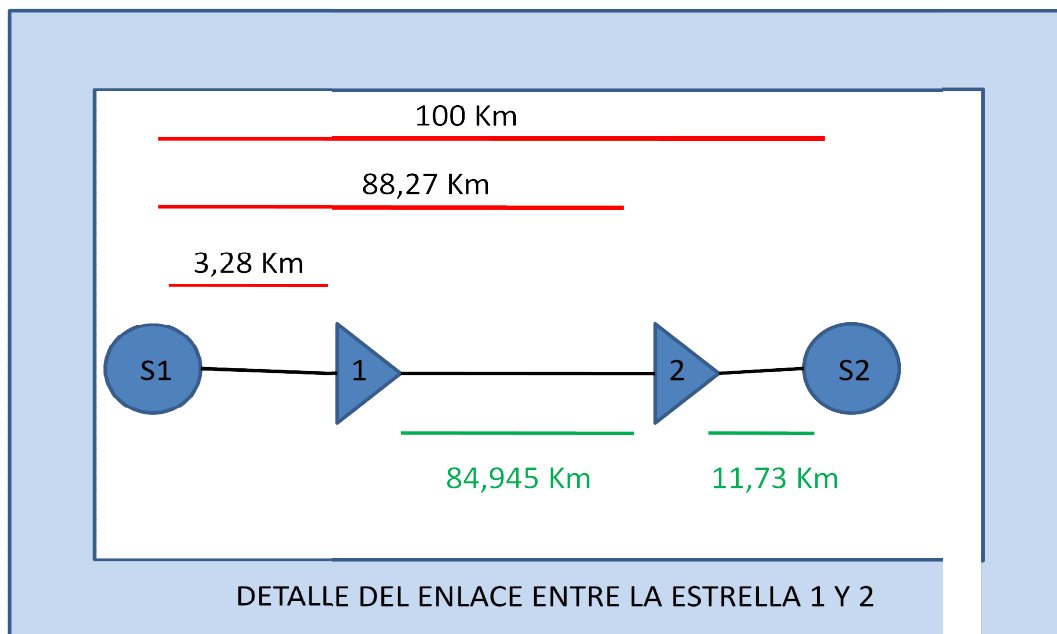 100 Km
88,27 Km
3,28 Km
S1
1
2
S2
84,945 Km
11,73 Km
DETALLE DEL ENLACE ENTRE LA ESTRELLA 1 Y 2